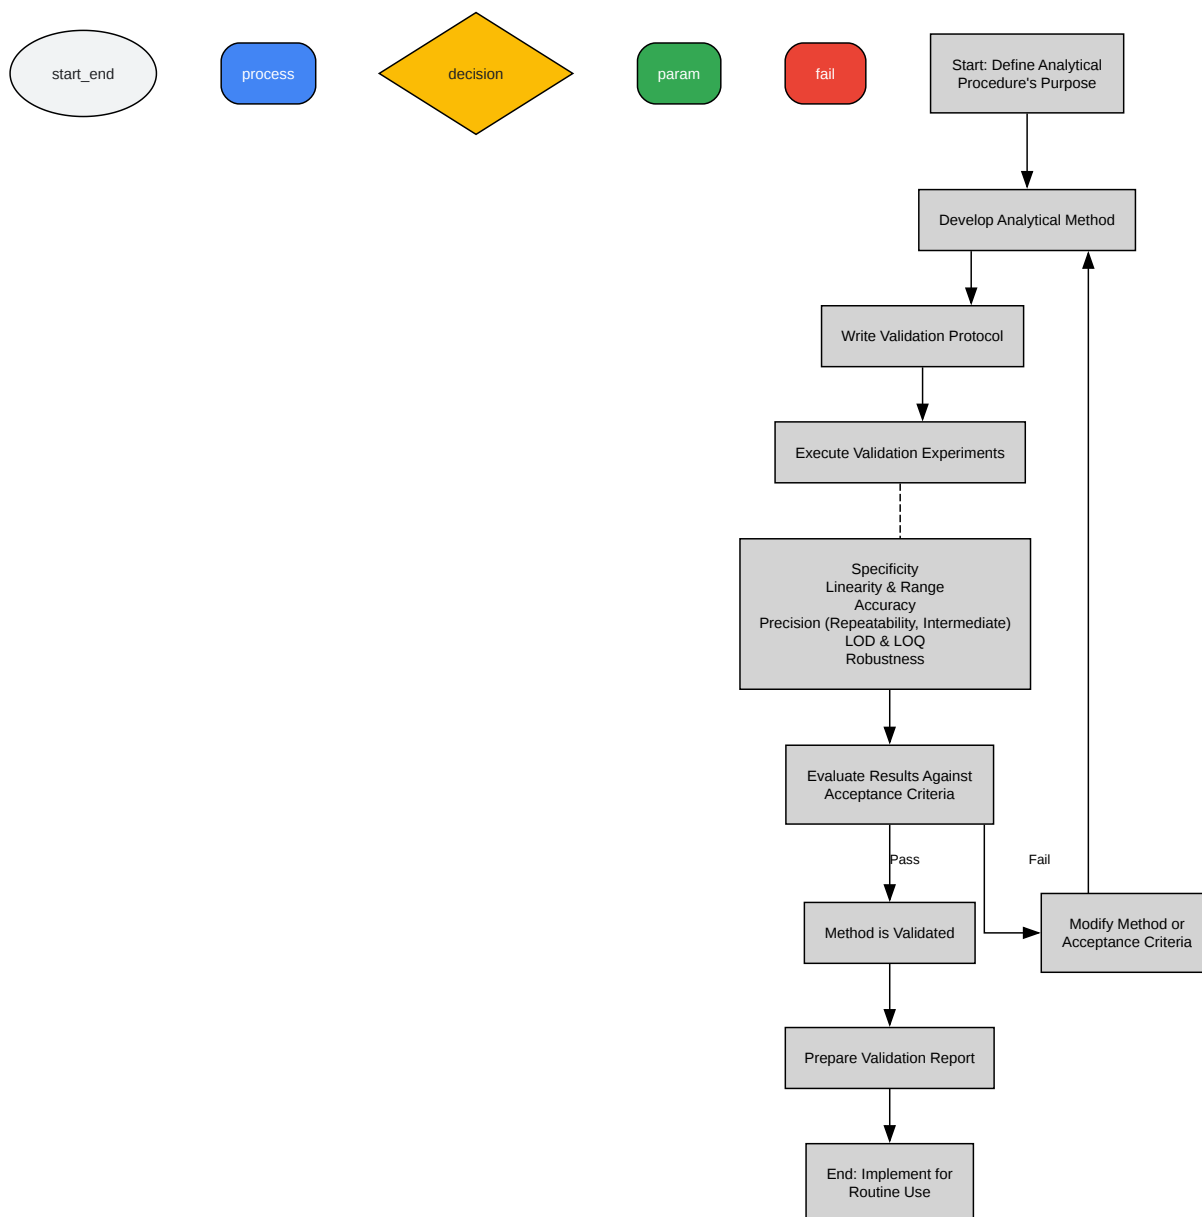 start_end
process
decision
param
fail
Start: Define Analytical
Procedure's Purpose
Develop Analytical Method
Write Validation Protocol
Execute Validation Experiments
Specificity
Linearity & Range
Accuracy
Precision (Repeatability, Intermediate)
LOD & LOQ
Robustness
Evaluate Results Against
Acceptance Criteria
Pass
Fail
Method is Validated
Modify Method or
Acceptance Criteria
Prepare Validation Report
End: Implement for
Routine Use